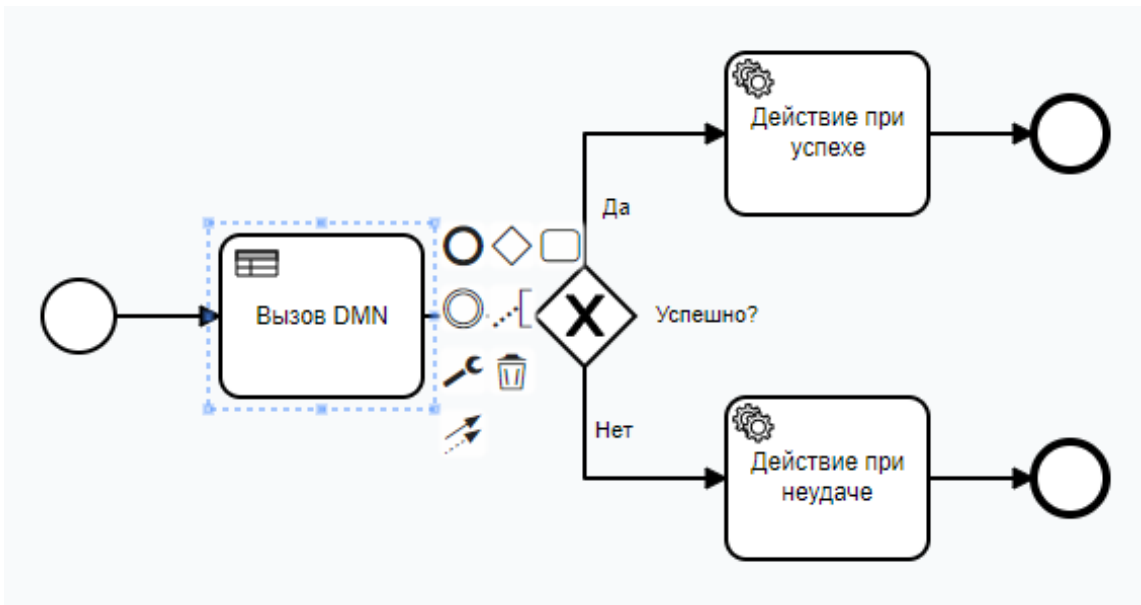 Действие при
успехе
Да
Вызов DMN
Успешно?
Нет
Действие при
неудаче